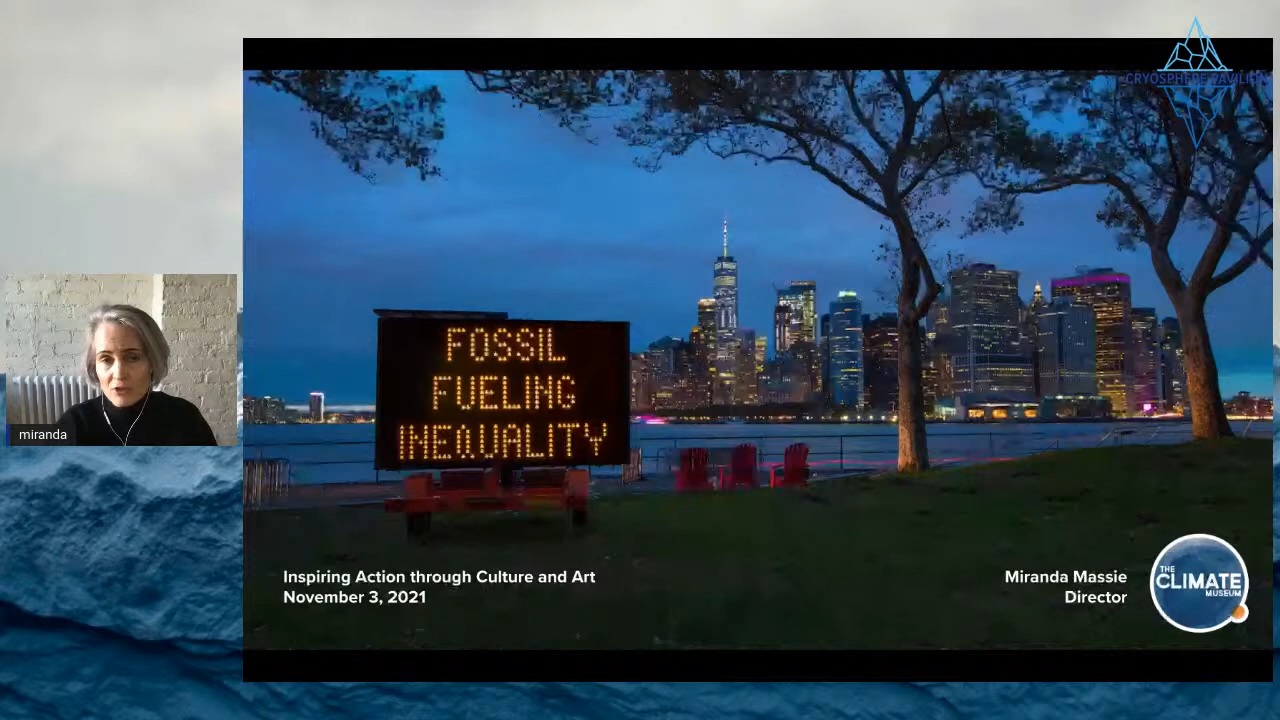 CRYOSPHERE PAVILION
FOSSIL
FUELING
INEQUALITY
miranda
Inspiring Action through Culture and Art
November 3, 2021
Miranda Massie
Director
THE
CLIMATE
MUSEUM